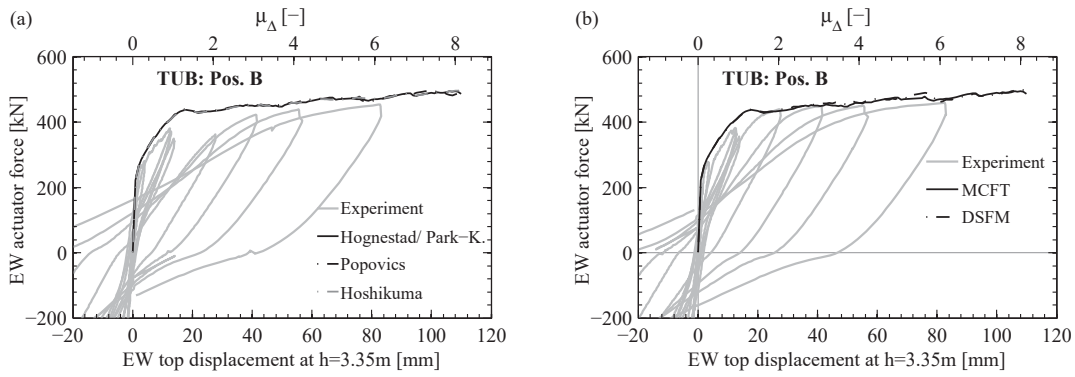 (a)
μΔ [−]
0 2 4 6 8
TUB: Pos. B
EW actuator force [kN]
600
400
200
0
−200
Experiment
Hognestad/ Park−K.
Popovics
Hoshikuma
−20 0 20 40 60 80 100 120
EW top displacement at h=3.35m [mm]
(b)
μΔ [−]
0 2 4 6 8
TUB: Pos. B
EW actuator force [kN]
600
400
200
0
−200
Experiment
MCFT
DSFM
−20 0 20 40 60 80 100 120
EW top displacement at h=3.35m [mm]